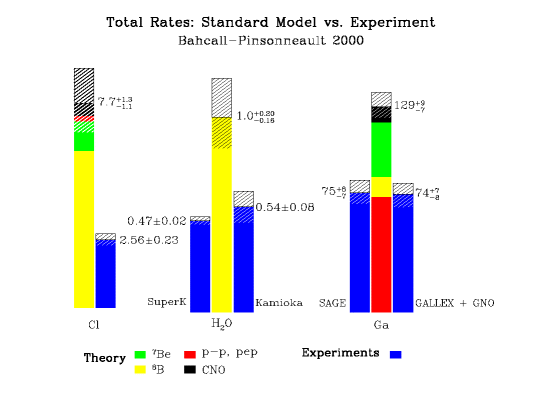 Total Rates: Standard Model vs. Experiment
Bahcall-Pinsonneault 2000
7.7+1.3−1.1
1.0+0.20−0.16
129+9−7
75+6−7
74+7−8
0.54±0.08
0.47±0.02
2.56±0.23
SuperK Kamioka SAGE GALLEX + GNO
Cl H2O Ga
Theory 7Be p-p, pep Experiments
8B CNO